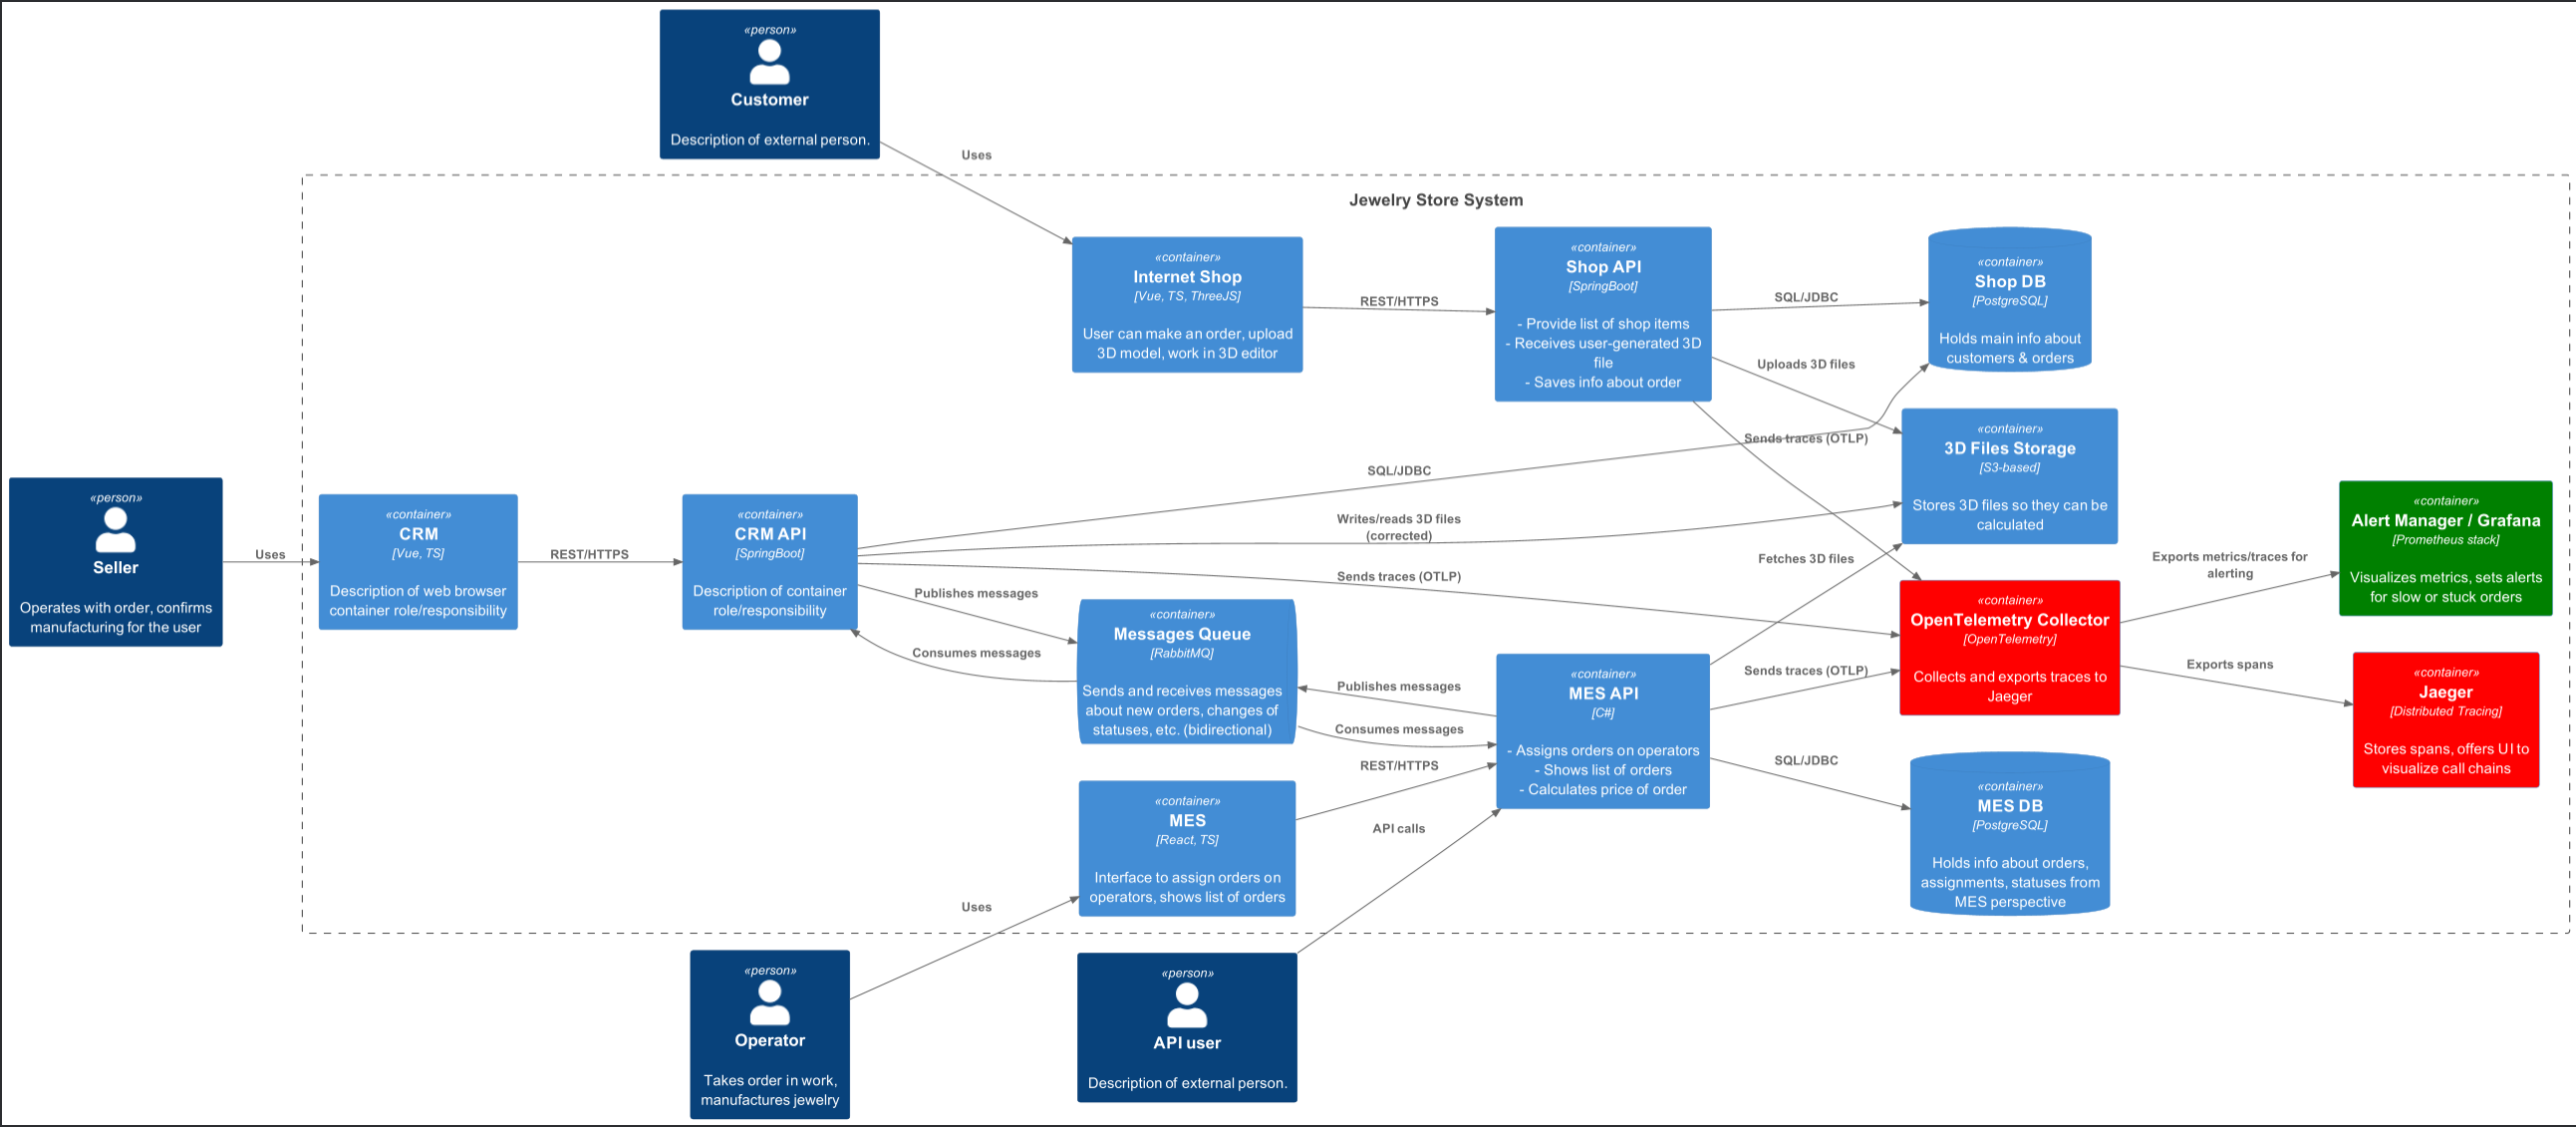 «person»
Customer
Description of external person.
Uses
Jewelry Store System
«container»
Internet Shop
[Vue, TS, ThreeJS]
User can make an order, upload
3D model, work in 3D editor
REST/HTTPS
«container»
Shop API
[SpringBoot]
- Provide list of shop items
- Receives user-generated 3D
file
- Saves info about order
SQL/JDBC
Uploads 3D files
Sends traces (OTLP)
«container»
Shop DB
[PostgreSQL]
Holds main info about
customers & orders
«container»
3D Files Storage
[S3-based]
Stores 3D files so they can be
calculated
«person»
Seller
Operates with order, confirms
manufacturing for the user
Uses
«container»
CRM
[Vue, TS]
Description of web browser
container role/responsibility
REST/HTTPS
«container»
CRM API
[SpringBoot]
Description of container
role/responsibility
SQL/JDBC
Writes/reads 3D files
(corrected)
Sends traces (OTLP)
Publishes messages
Consumes messages
«container»
Messages Queue
[RabbitMQ]
Sends and receives messages
about new orders, changes of
statuses, etc. (bidirectional)
Publishes messages
Consumes messages
REST/HTTPS
API calls
«container»
MES API
[C#]
- Assigns orders on operators
- Shows list of orders
- Calculates price of order
Fetches 3D files
Sends traces (OTLP)
SQL/JDBC
«container»
OpenTelemetry Collector
[OpenTelemetry]
Collects and exports traces to
Jaeger
Exports metrics/traces for
alerting
Exports spans
«container»
Alert Manager / Grafana
[Prometheus stack]
Visualizes metrics, sets alerts
for slow or stuck orders
«container»
Jaeger
[Distributed Tracing]
Stores spans, offers UI to
visualize call chains
«container»
MES DB
[PostgreSQL]
Holds info about orders,
assignments, statuses from
MES perspective
«container»
MES
[React, TS]
Interface to assign orders on
operators, shows list of orders
Uses
«person»
Operator
Takes order in work,
manufactures jewelry
«person»
API user
Description of external person.